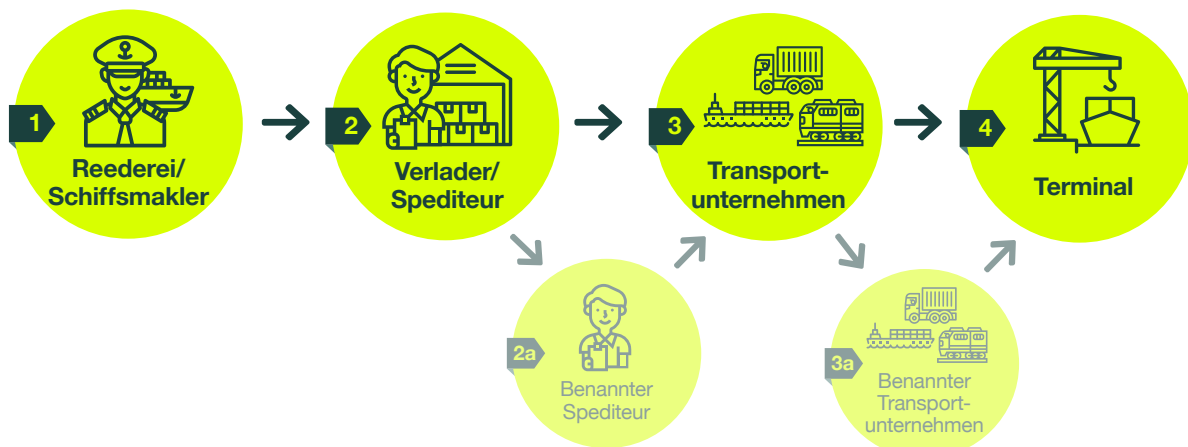 1
Reederei/
Schiffsmakler
2
Verlader/
Spediteur
3
Transport-
unternehmen
4
Terminal
2a
Benannter
Spediteur
3a
Benannter
Transport-
unternehmen